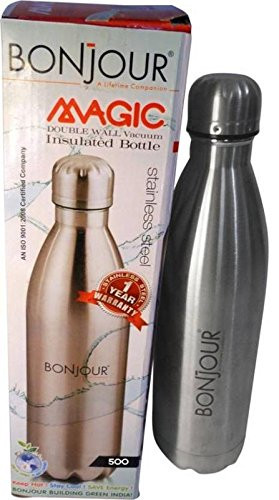 BONJOUR®
A Lifetime Companion
MAGIC
DOUBLE WALL Vacuum
Insulated Bottle
stainless steel
AN ISO 9001:2008 Certified Company
STAINLESS STEEL
1
YEAR
WARRANTY
BONJOUR®
500
Keep Hot! Stay Cool! SAVE Energy!
BONJOUR BUILDING GREEN INDIA!
BONJOUR